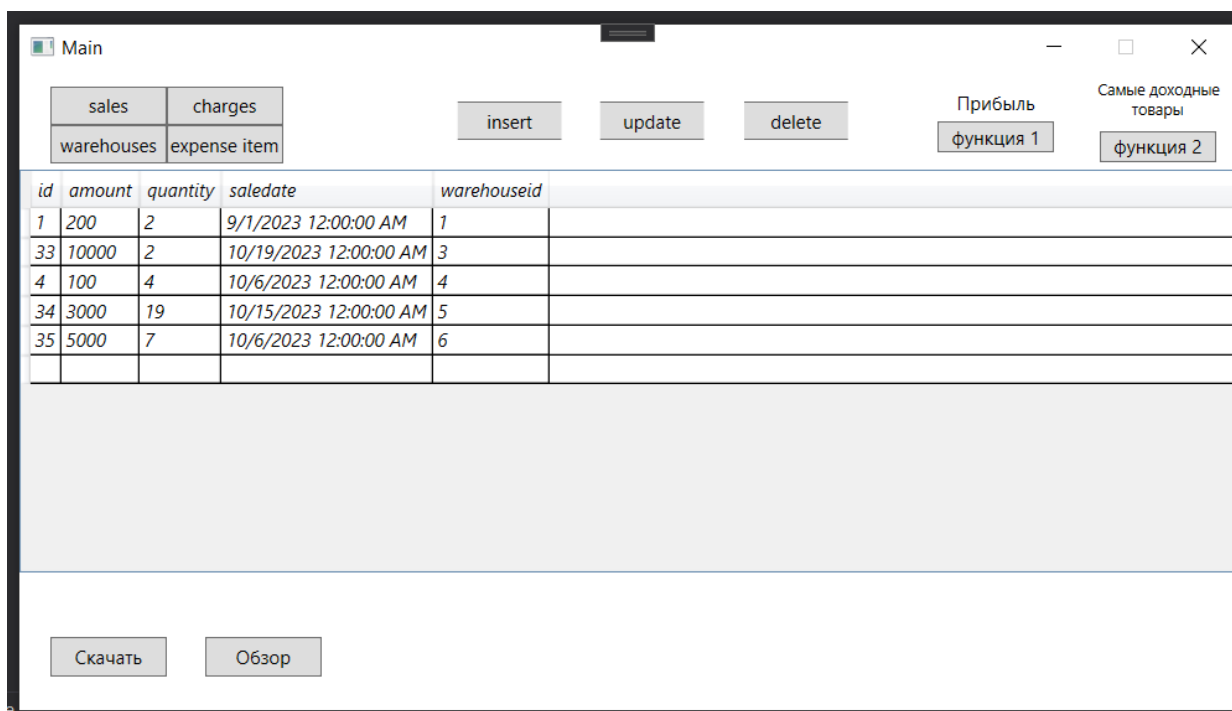 Main
sales charges
warehouses expense item
insert update delete
Прибыль
функция 1
Самые доходные
товары
функция 2
id amount quantity saledate warehouseid
1 200 2 9/1/2023 12:00:00 AM 1
33 10000 2 10/19/2023 12:00:00 AM 3
4 100 4 10/6/2023 12:00:00 AM 4
34 3000 19 10/15/2023 12:00:00 AM 5
35 5000 7 10/6/2023 12:00:00 AM 6
Скачать Обзор